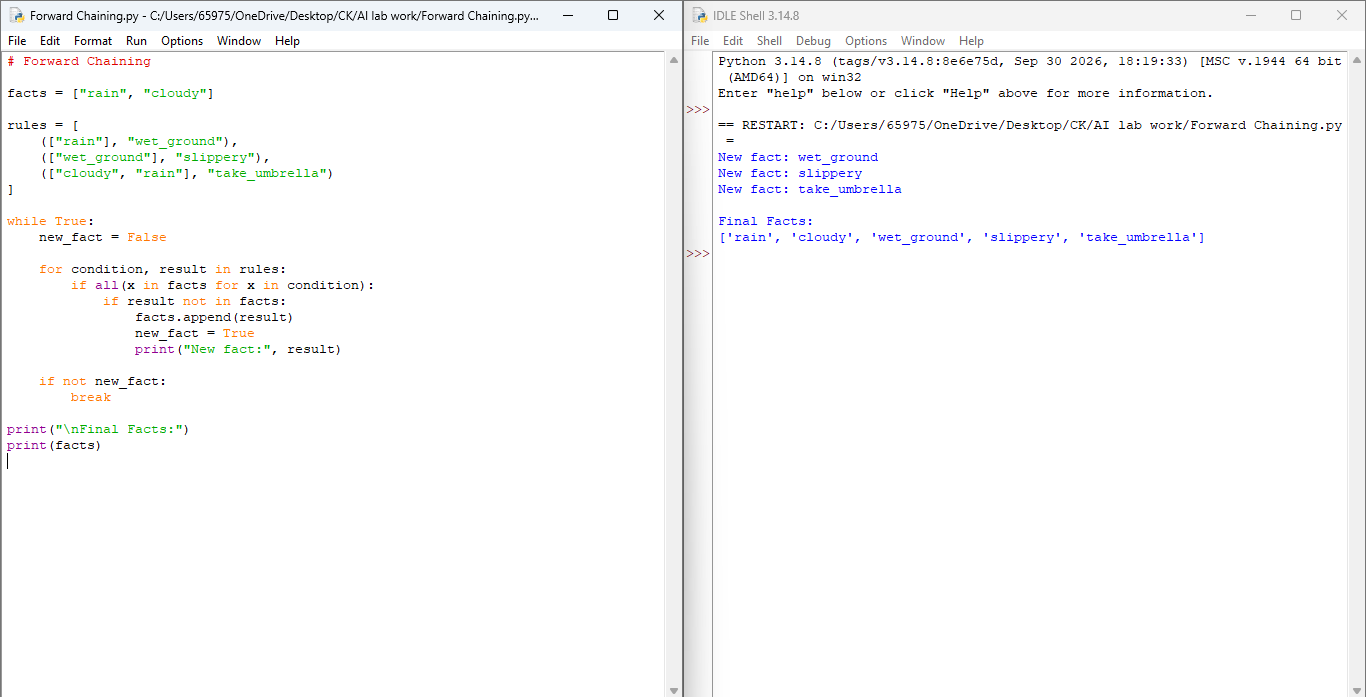 Forward Chaining.py - C:/Users/65975/OneDrive/Desktop/CK/AI lab work/Forward Chaining.py...
File Edit Format Run Options Window Help
# Forward Chaining
facts = ["rain", "cloudy"]
rules = [
    (["rain"], "wet_ground"),
    (["wet_ground"], "slippery"),
    (["cloudy", "rain"], "take_umbrella")
]
while True:
    new_fact = False
    for condition, result in rules:
        if all(x in facts for x in condition):
            if result not in facts:
                facts.append(result)
                new_fact = True
                print("New fact:", result)
    if not new_fact:
        break
print("\nFinal Facts:")
print(facts)
IDLE Shell 3.14.8
File Edit Shell Debug Options Window Help
Python 3.14.8 (tags/v3.14.8:8e6e75d, Sep 30 2026, 18:19:33) [MSC v.1944 64 bit
 (AMD64)] on win32
Enter "help" below or click "Help" above for more information.
>>>
== RESTART: C:/Users/65975/OneDrive/Desktop/CK/AI lab work/Forward Chaining.py
 =
New fact: wet_ground
New fact: slippery
New fact: take_umbrella
Final Facts:
['rain', 'cloudy', 'wet_ground', 'slippery', 'take_umbrella']
>>>